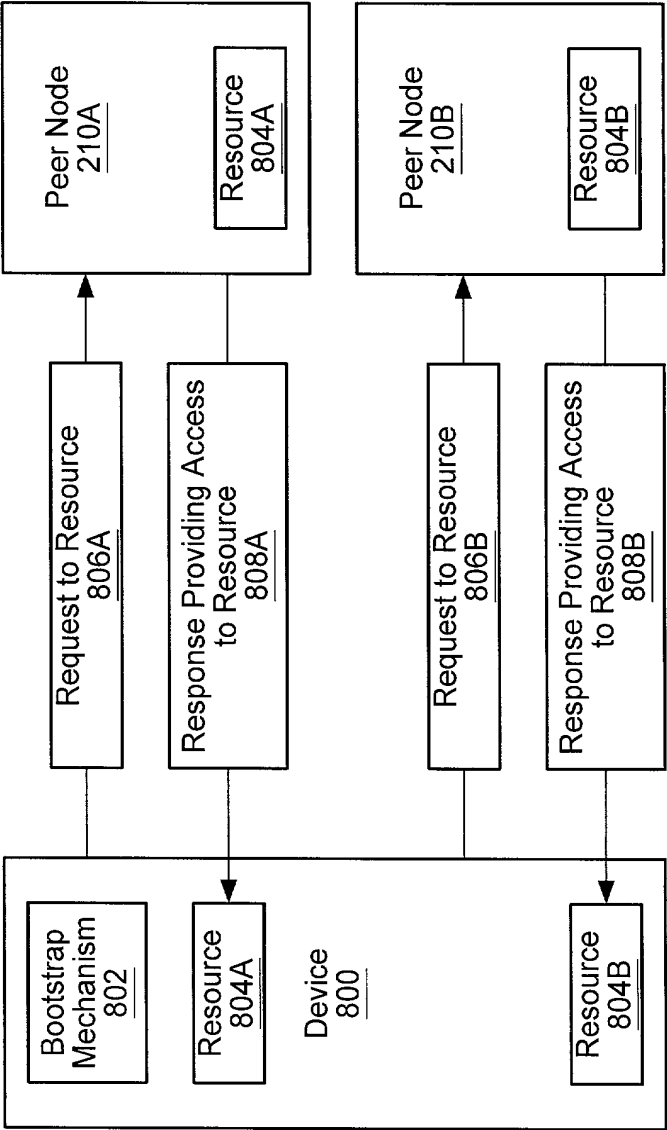 Bootstrap
Mechanism
802
Resource
804A
Device
800
Resource
804B
Request to Resource
806A
Response Providing Access
to Resource
808A
Request to Resource
806B
Response Providing Access
to Resource
808B
Peer Node
210A
Resource
804A
Peer Node
210B
Resource
804B